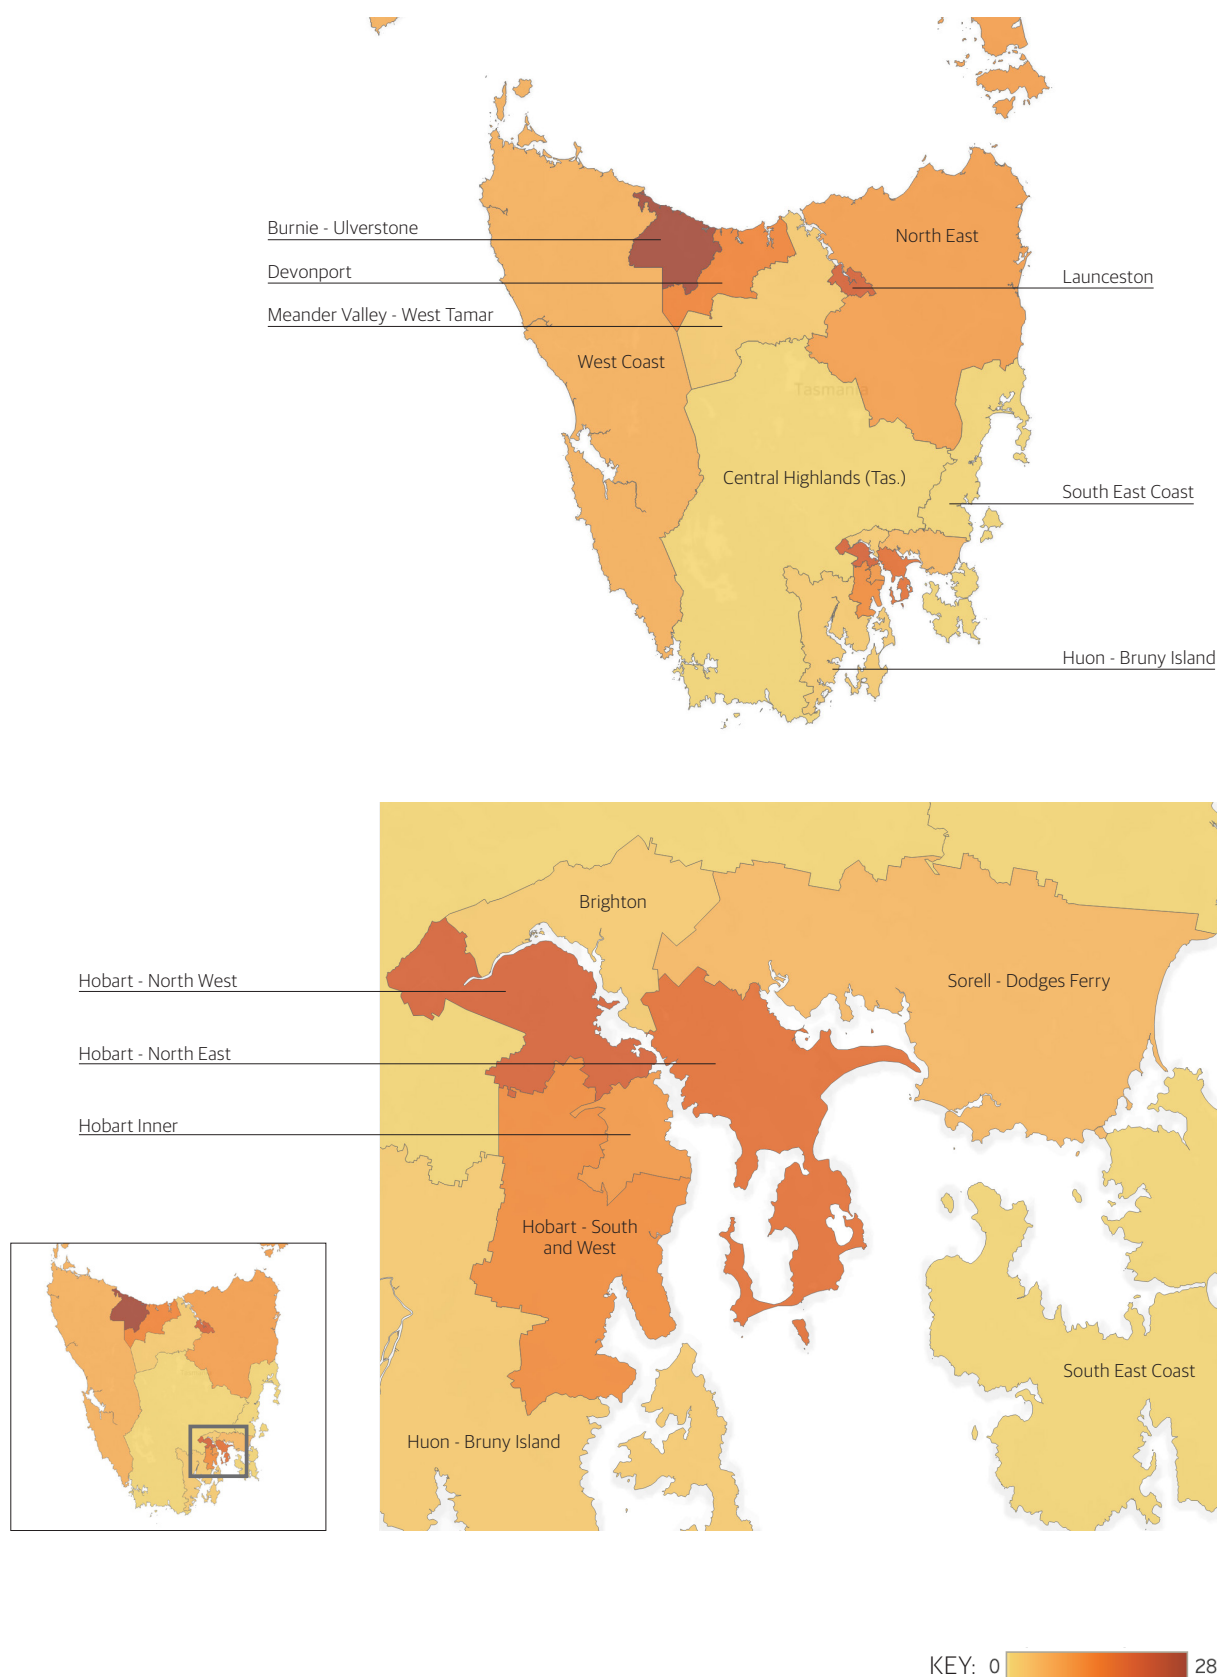 Burnie - Ulverstone
North East
Devonport
Launceston
Meander Valley - West Tamar
West Coast
Tasmania
Central Highlands (Tas.)
South East Coast
Huon - Bruny Island
Brighton
Hobart - North West
Sorell - Dodges Ferry
Hobart - North East
Hobart Inner
Hobart - South
and West
South East Coast
Huon - Bruny Island
KEY: 0 28